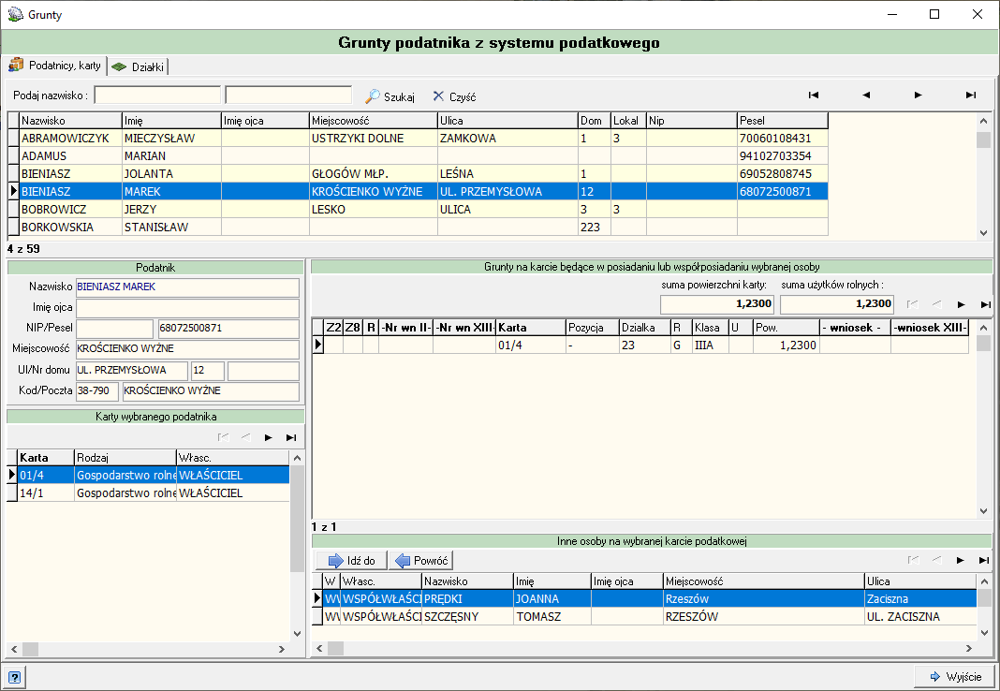 Grunty
Grunty podatnika z systemu podatkowego
Podatnicy, karty Działki
Podaj nazwisko : Szukaj Czyść
Nazwisko Imię Imię ojca Miejscowość Ulica Dom Lokal Nip Pesel
ABRAMOWICZYK MIECZYSŁAW USTRZYKI DOLNE ZAMKOWA 1 3 70060108431
ADAMUS MARIAN 94102703354
BIENIASZ JOLANTA GŁOGÓW MŁP. LEŚNA 1 69052808745
BIENIASZ MAREK KROŚCIENKO WYŻNE UL. PRZEMYSŁOWA 12 68072500871
BOBROWICZ JERZY LESKO ULICA 3 3
BORKOWSKIA STANISŁAW 223
4 z 59
Podatnik
Nazwisko BIENIASZ MAREK
Imię ojca
NIP/Pesel 68072500871
Miejscowość KROŚCIENKO WYŻNE
Ul/Nr domu UL. PRZEMYSŁOWA 12
Kod/Poczta 38-790 KROŚCIENKO WYŻNE
Karty wybranego podatnika
Karta Rodzaj Własc.
01/4 Gospodarstwo rolne WŁAŚCICIEL
14/1 Gospodarstwo rolne WŁAŚCICIEL
Grunty na karcie będące w posiadaniu lub współposiadaniu wybranej osoby
suma powierzchni karty: suma użytków rolnych :
1,2300 1,2300
Z2 Z8 R -Nr wn II- -Nr wn XIII- Karta Pozycja Dzialka R Klasa U Pow. - wniosek - -wniosek XIII-
01/4 - 23 G IIIA 1,2300
1 z 1
Inne osoby na wybranej karcie podatkowej
Idź do Powróć
W Własc. Nazwisko Imię Imię ojca Miejscowość Ulica
WŁ WSPÓŁWŁAŚCI PRĘDKI JOANNA Rzeszów Zaciszna
WŁ WSPÓŁWŁAŚCI SZCZĘSNY TOMASZ RZESZÓW UL. ZACISZNA
? Wyjście